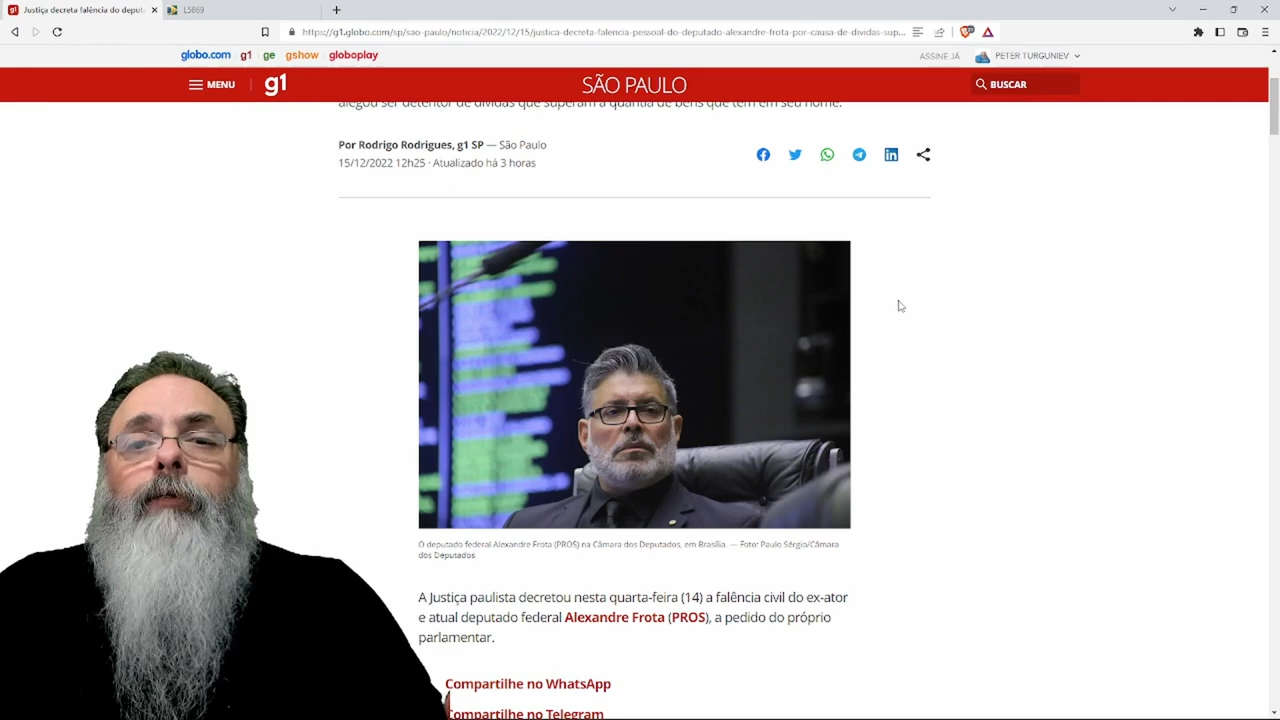 Justiça decreta falência do deput
L5869
https://g1.globo.com/sp/sao-paulo/noticia/2022/12/15/justica-decreta-falencia-pessoal-do-deputado-alexandre-frota-por-causa-de-dividas-sup...
globo.com g1 ge gshow globoplay
ASSINE JÁ
PETER TURGUNIEV
MENU
g1
SÃO PAULO
BUSCAR
alegou ser detentor de dívidas que superam a quantia de bens que tem em seu nome.
Por Rodrigo Rodrigues, g1 SP — São Paulo
15/12/2022 12h25 · Atualizado há 3 horas
O deputado federal Alexandre Frota (PROS) na Câmara dos Deputados, em Brasília. — Foto: Paulo Sérgio/Câmara
dos Deputados
A Justiça paulista decretou nesta quarta-feira (14) a falência civil do ex-ator
e atual deputado federal Alexandre Frota (PROS), a pedido do próprio
parlamentar.
Compartilhe no WhatsApp
Compartilhe no Telegram